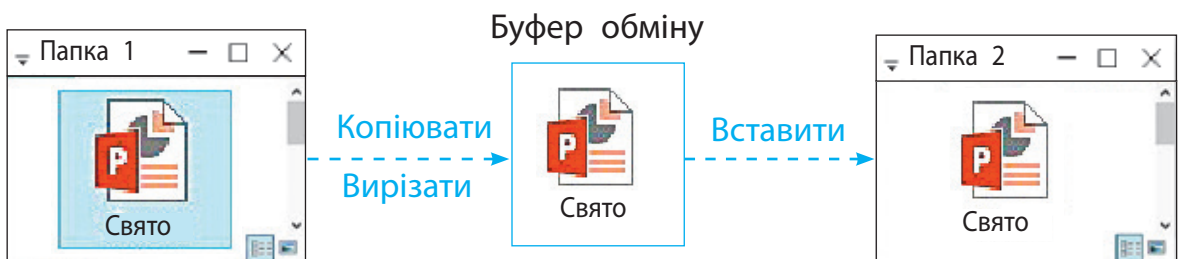 Буфер обміну
Папка 1
Папка 2
Копіювати
Вирізати
Вставити
P
Свято
P
Свято
P
Свято